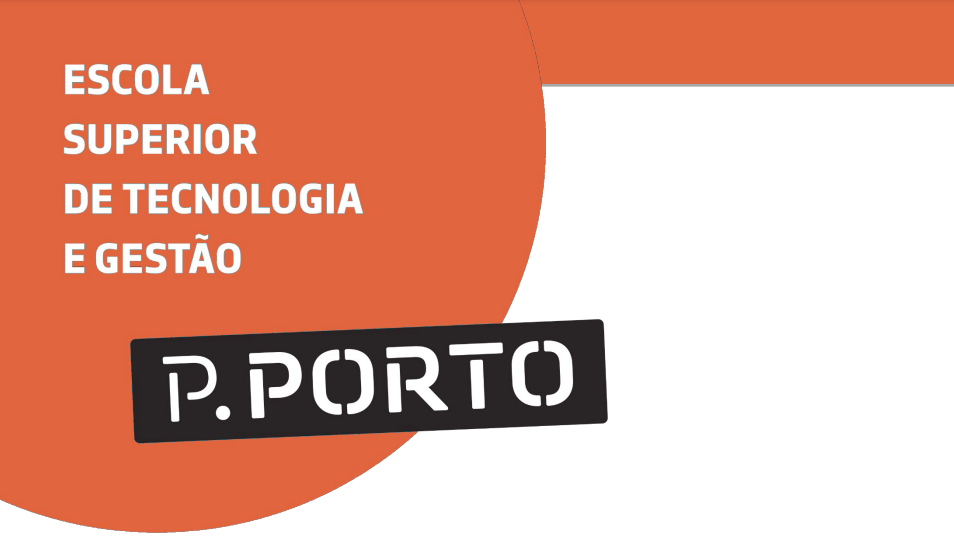 ESCOLA
SUPERIOR
DE TECNOLOGIA
E GESTÃO
P.PORTO